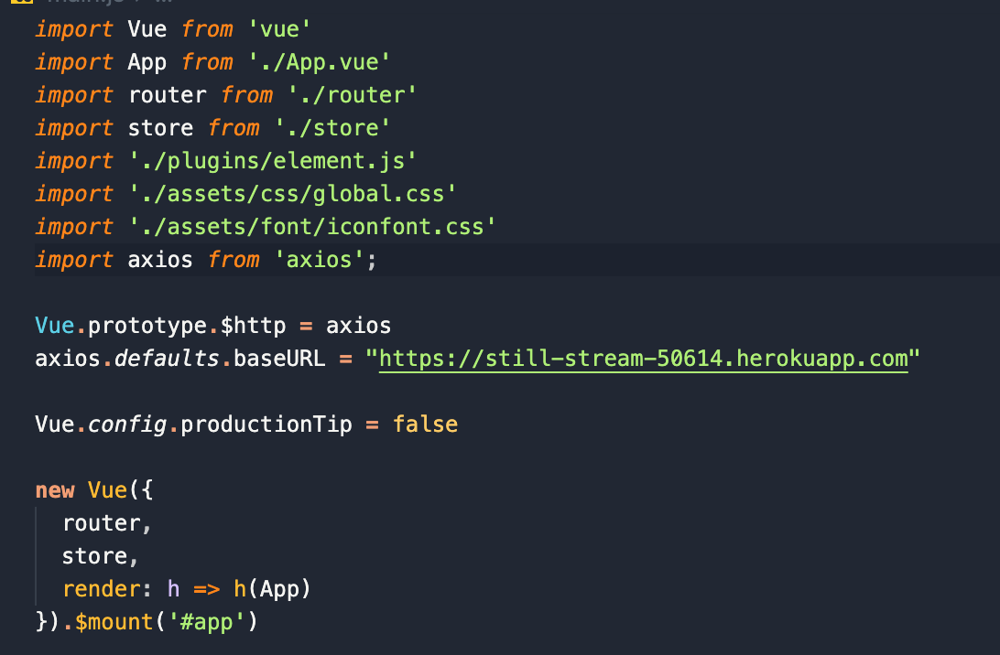 import Vue from 'vue'
import App from './App.vue'
import router from './router'
import store from './store'
import './plugins/element.js'
import './assets/css/global.css'
import './assets/font/iconfont.css'
import axios from 'axios';
Vue.prototype.$http = axios
axios.defaults.baseURL = "https://still-stream-50614.herokuapp.com"
Vue.config.productionTip = false
new Vue({
  router,
  store,
  render: h => h(App)
}).$mount('#app')